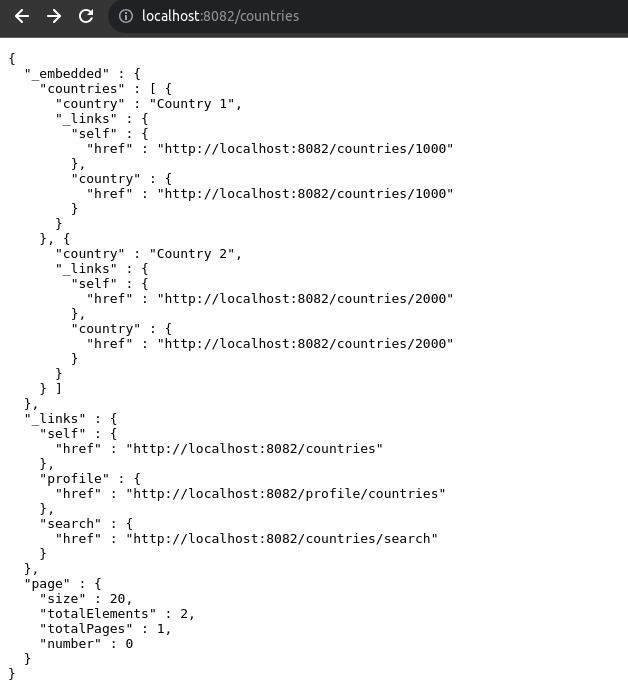 localhost:8082/countries
{
  "_embedded" : {
    "countries" : [ {
      "country" : "Country 1",
      "_links" : {
        "self" : {
          "href" : "http://localhost:8082/countries/1000"
        },
        "country" : {
          "href" : "http://localhost:8082/countries/1000"
        }
      }
    }, {
      "country" : "Country 2",
      "_links" : {
        "self" : {
          "href" : "http://localhost:8082/countries/2000"
        },
        "country" : {
          "href" : "http://localhost:8082/countries/2000"
        }
      }
    } ]
  },
  "_links" : {
    "self" : {
      "href" : "http://localhost:8082/countries"
    },
    "profile" : {
      "href" : "http://localhost:8082/profile/countries"
    },
    "search" : {
      "href" : "http://localhost:8082/countries/search"
    }
  },
  "page" : {
    "size" : 20,
    "totalElements" : 2,
    "totalPages" : 1,
    "number" : 0
  }
}